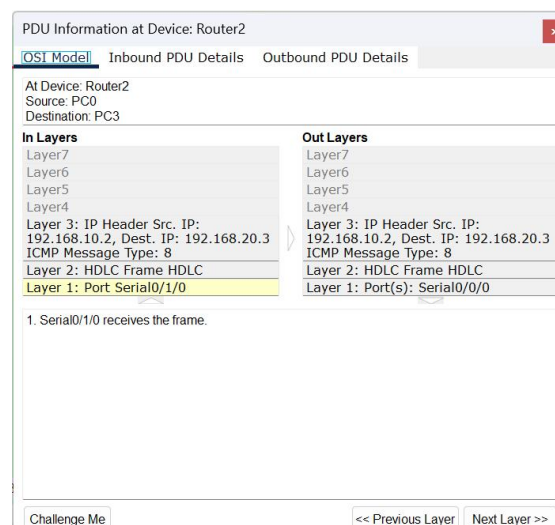 PDU Information at Device: Router2
OSI Model Inbound PDU Details Outbound PDU Details
At Device: Router2
Source: PC0
Destination: PC3
In Layers
Layer7
Layer6
Layer5
Layer4
Layer 3: IP Header Src. IP:
192.168.10.2, Dest. IP: 192.168.20.3
ICMP Message Type: 8
Layer 2: HDLC Frame HDLC
Layer 1: Port Serial0/1/0
Out Layers
Layer7
Layer6
Layer5
Layer4
Layer 3: IP Header Src. IP:
192.168.10.2, Dest. IP: 192.168.20.3
ICMP Message Type: 8
Layer 2: HDLC Frame HDLC
Layer 1: Port(s): Serial0/0/0
1. Serial0/1/0 receives the frame.
Challenge Me
<< Previous Layer
Next Layer >>